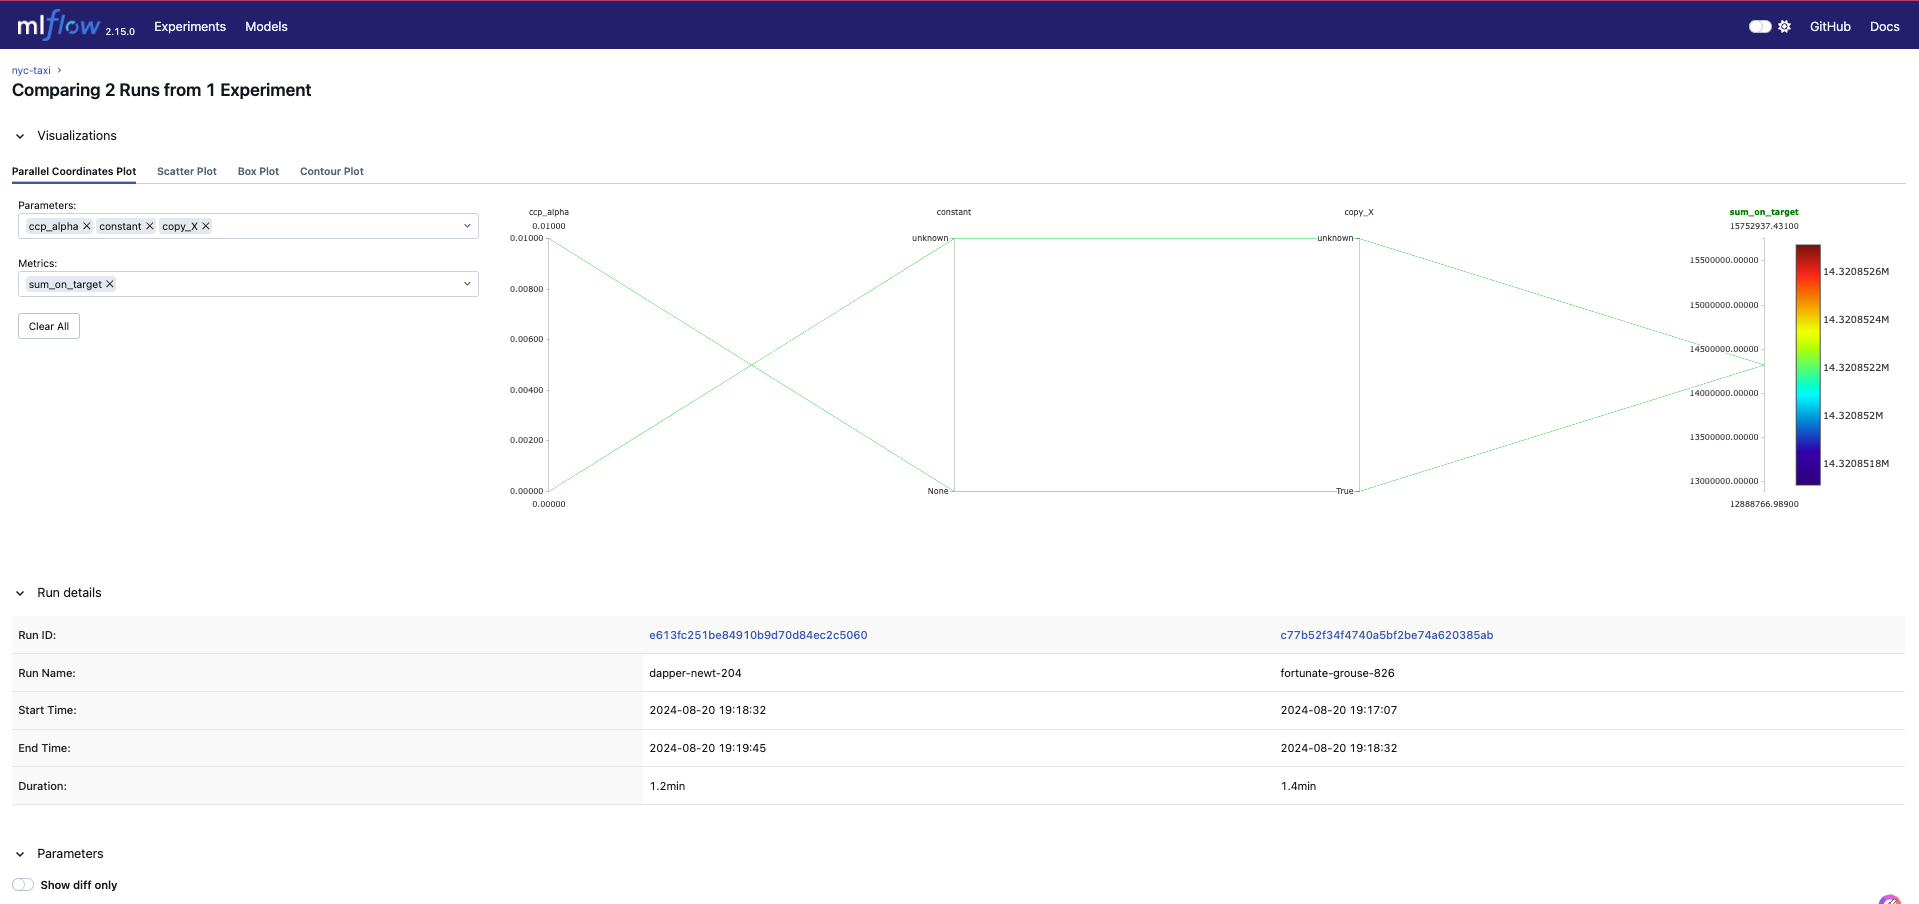 mlflow 2.15.0 Experiments Models GitHub Docs
nyc-taxi
Comparing 2 Runs from 1 Experiment
Visualizations
Parallel Coordinates Plot Scatter Plot Box Plot Contour Plot
Parameters:
ccp_alpha constant copy_X
Metrics:
sum_on_target
Clear All
ccp_alpha
0.01000
0.01000
0.00800
0.00600
0.00400
0.00200
0.00000
0.00000
constant
unknown
None
copy_X
unknown
True
sum_on_target
15752937.43100
15500000.00000
15000000.00000
14500000.00000
14000000.00000
13500000.00000
13000000.00000
12888766.98900
14.3208526M
14.3208524M
14.3208522M
14.320852M
14.3208518M
Run details
Run ID: e613fc251be84910b9d70d84ec2c5060 c77b52f34f4740a5bf2be74a620385ab
Run Name: dapper-newt-204 fortunate-grouse-826
Start Time: 2024-08-20 19:18:32 2024-08-20 19:17:07
End Time: 2024-08-20 19:19:45 2024-08-20 19:18:32
Duration: 1.2min 1.4min
Parameters
Show diff only